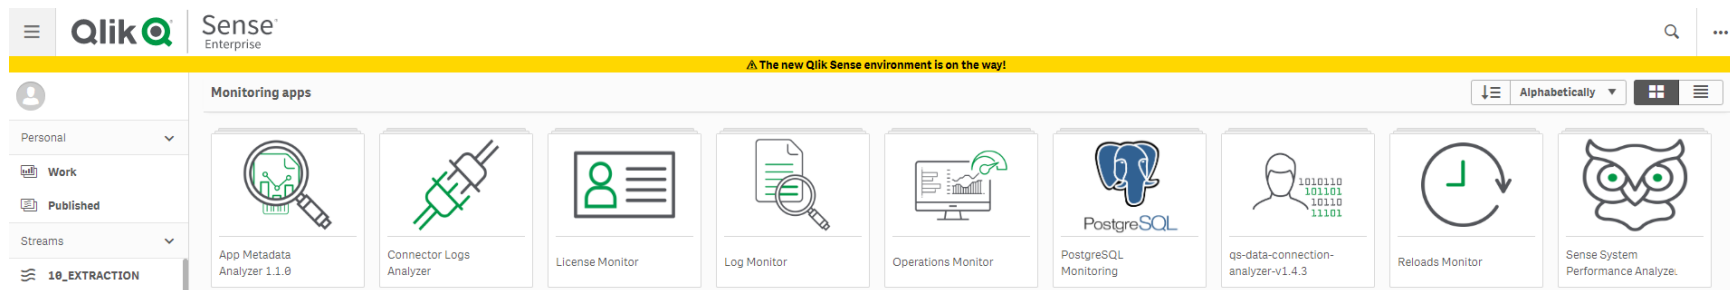 Qlik
Sense
Enterprise
⚠ The new Qlik Sense environment is on the way!
Monitoring apps
Alphabetically
Personal
Work
Published
Streams
10_EXTRACTION
App Metadata
Analyzer 1.1.0
Connector Logs
Analyzer
License Monitor
Log Monitor
Operations Monitor
PostgreSQL
PostgreSQL
Monitoring
1010110
101101
10110
11101
qs-data-connection-
analyzer-v1.4.3
Reloads Monitor
Sense System
Performance Analyze.